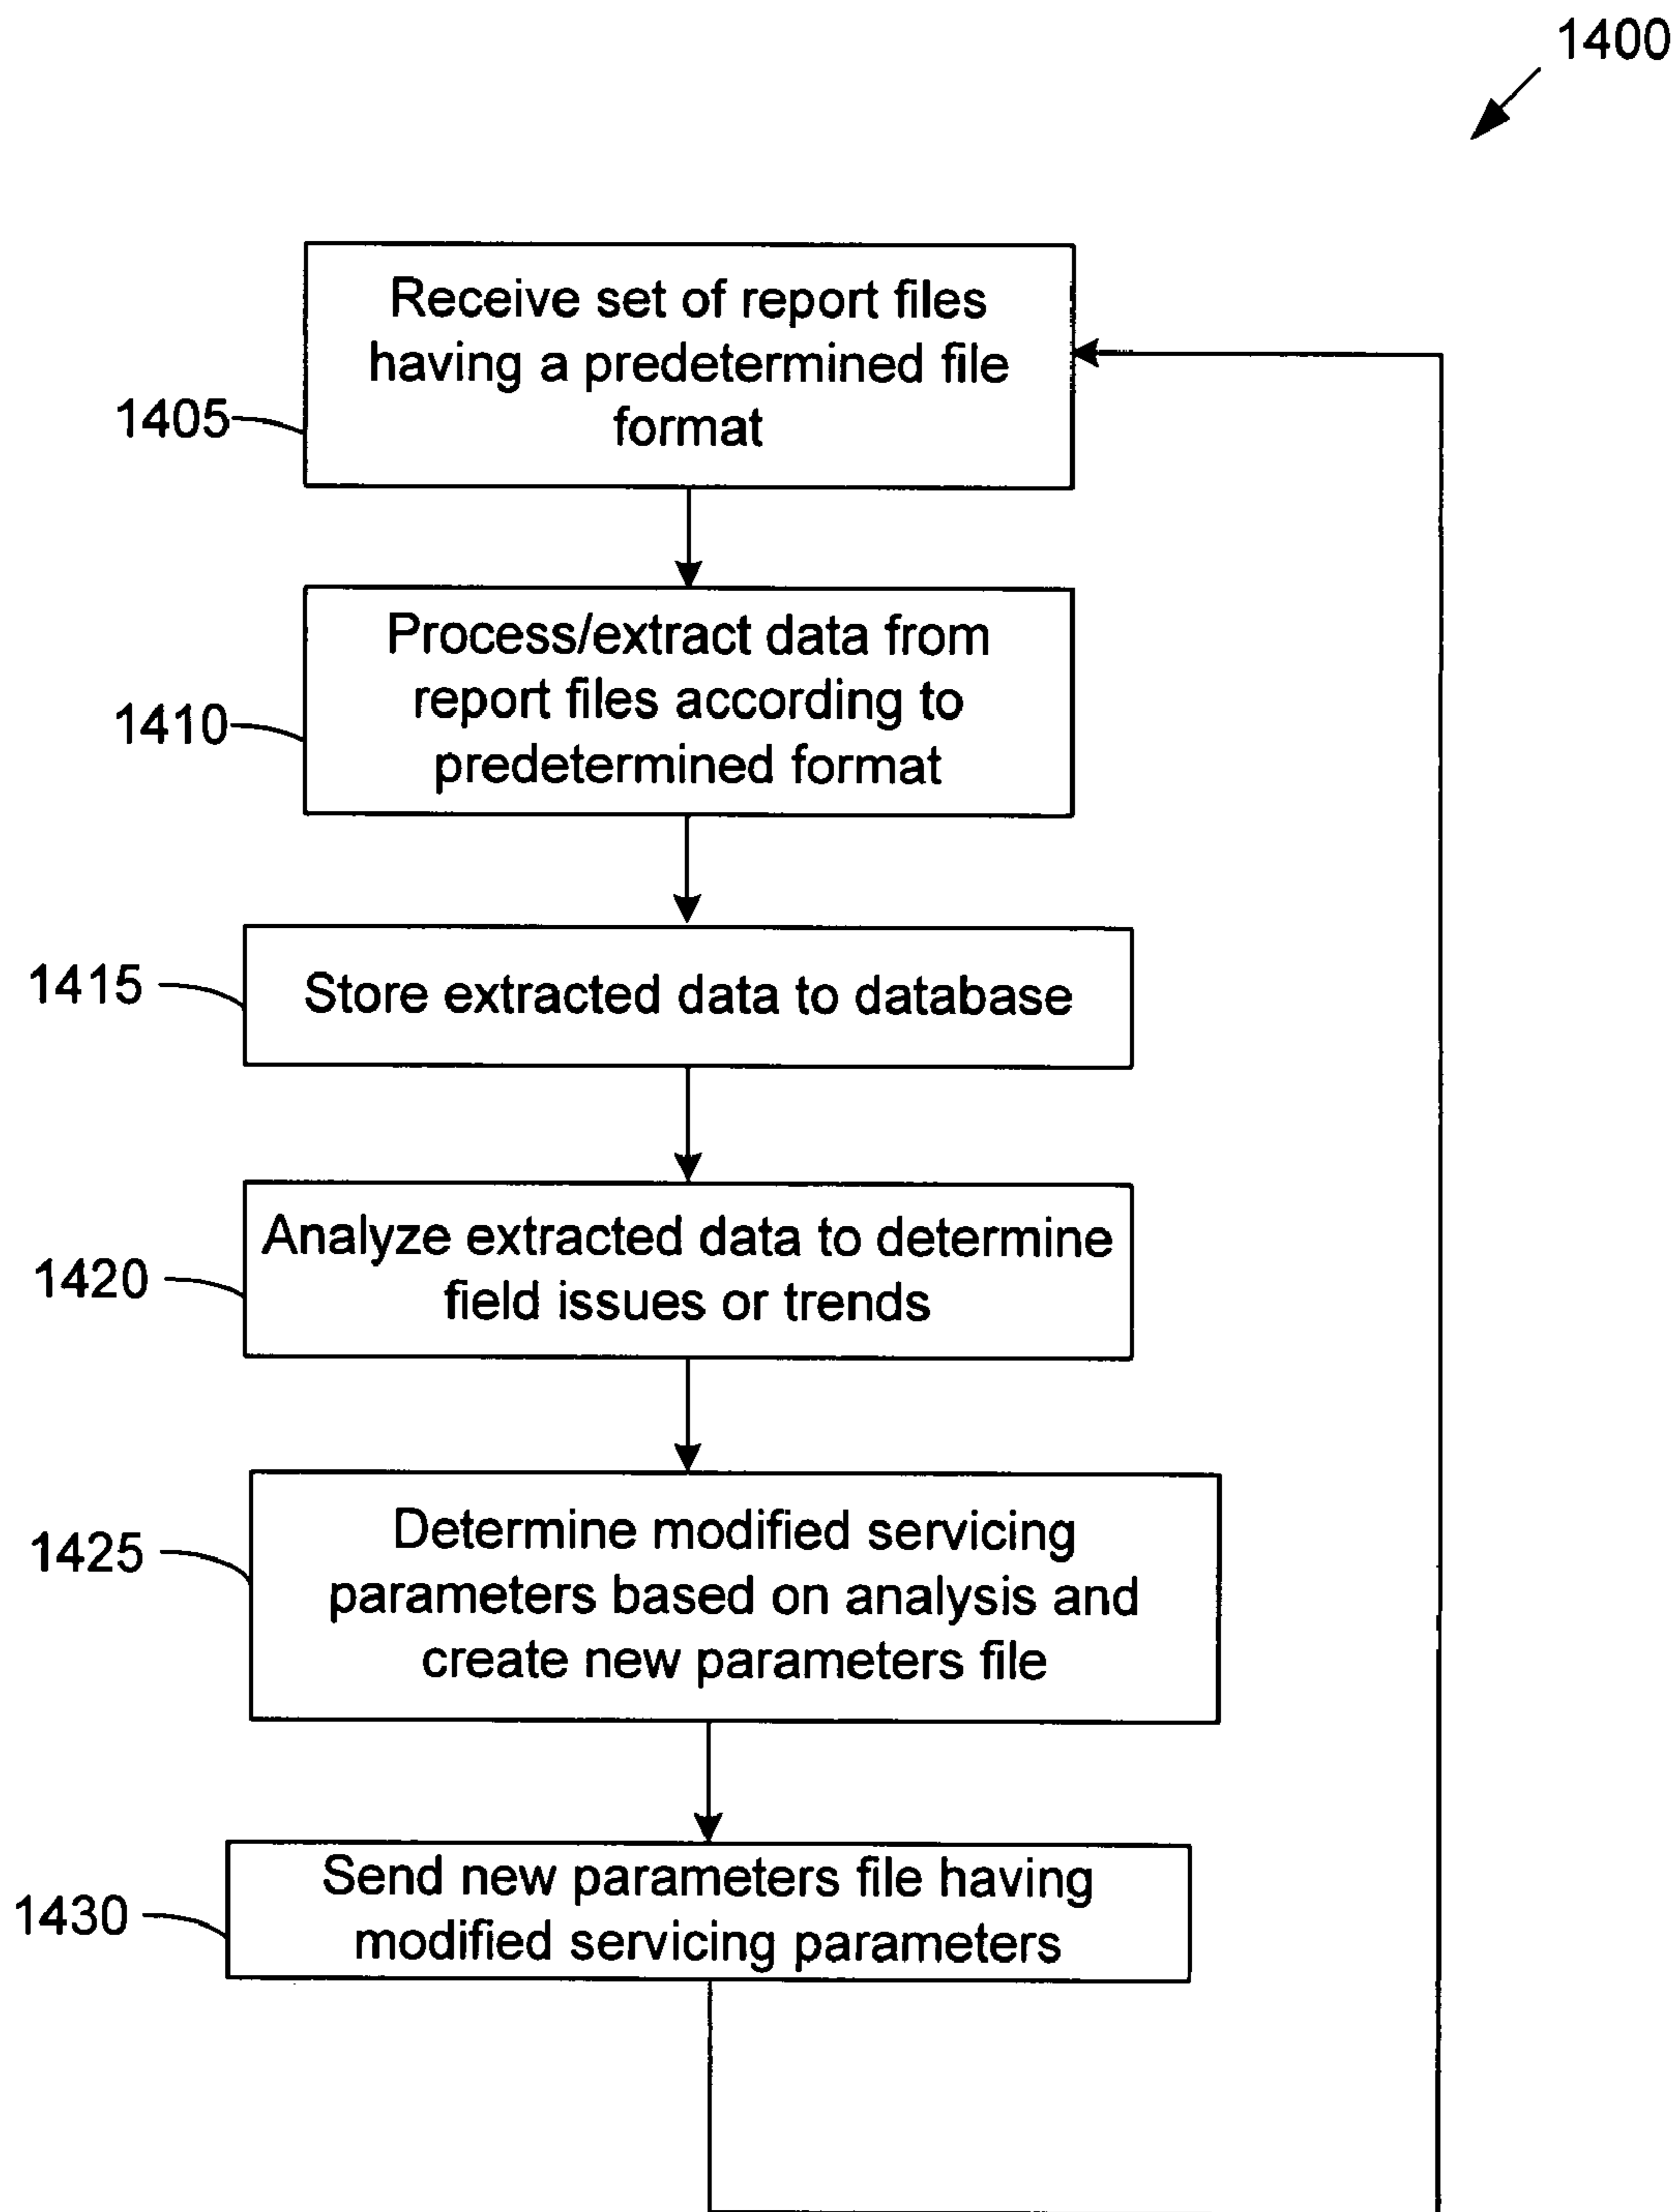 1400
Receive set of report files
having a predetermined file
format
1405
Process/extract data from
report files according to
predetermined format
1410
Store extracted data to database
1415
Analyze extracted data to determine
field issues or trends
1420
Determine modified servicing
parameters based on analysis and
create new parameters file
1425
Send new parameters file having
modified servicing parameters
1430